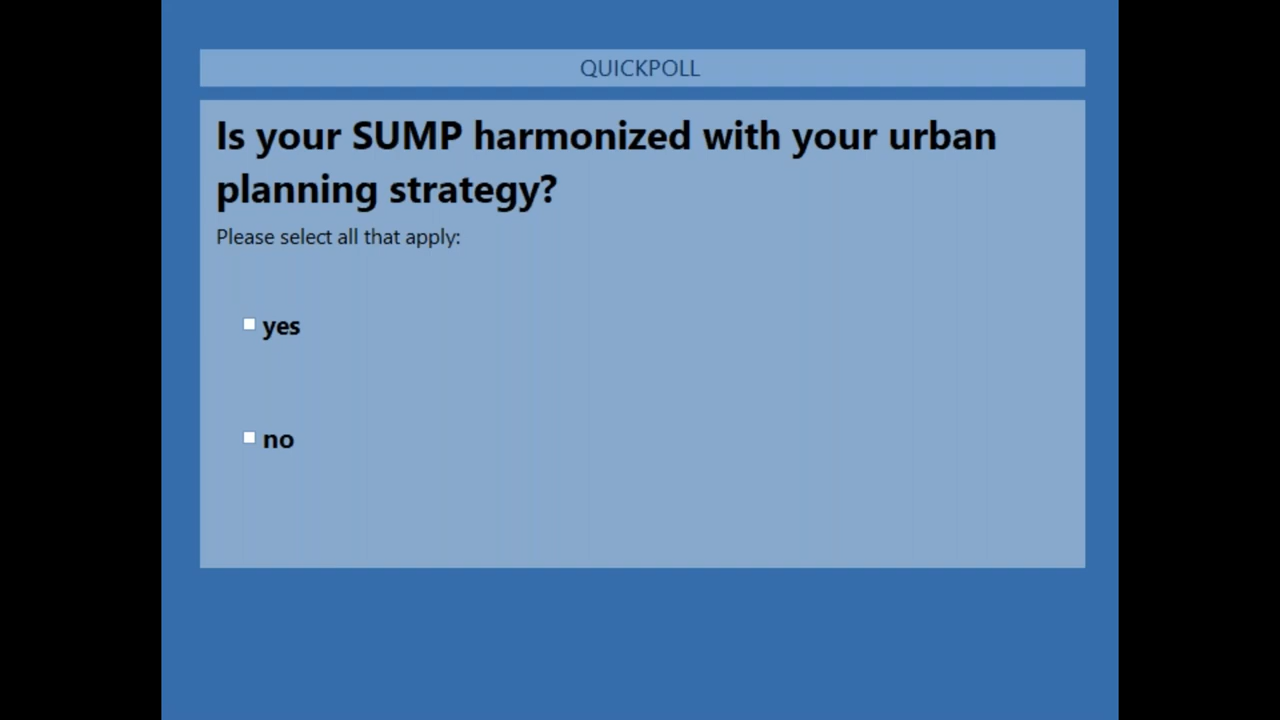 QUICKPOLL
Is your SUMP harmonized with your urban
planning strategy?
Please select all that apply:
yes
no